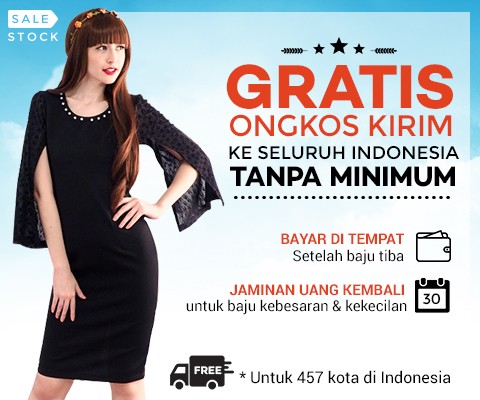 SALE
STOCK
GRATIS
ONGKOS KIRIM
KE SELURUH INDONESIA
TANPA MINIMUM
BAYAR DI TEMPAT
Setelah baju tiba
JAMINAN UANG KEMBALI
untuk baju kebesaran & kekecilan
30
FREE
* Untuk 457 kota di Indonesia